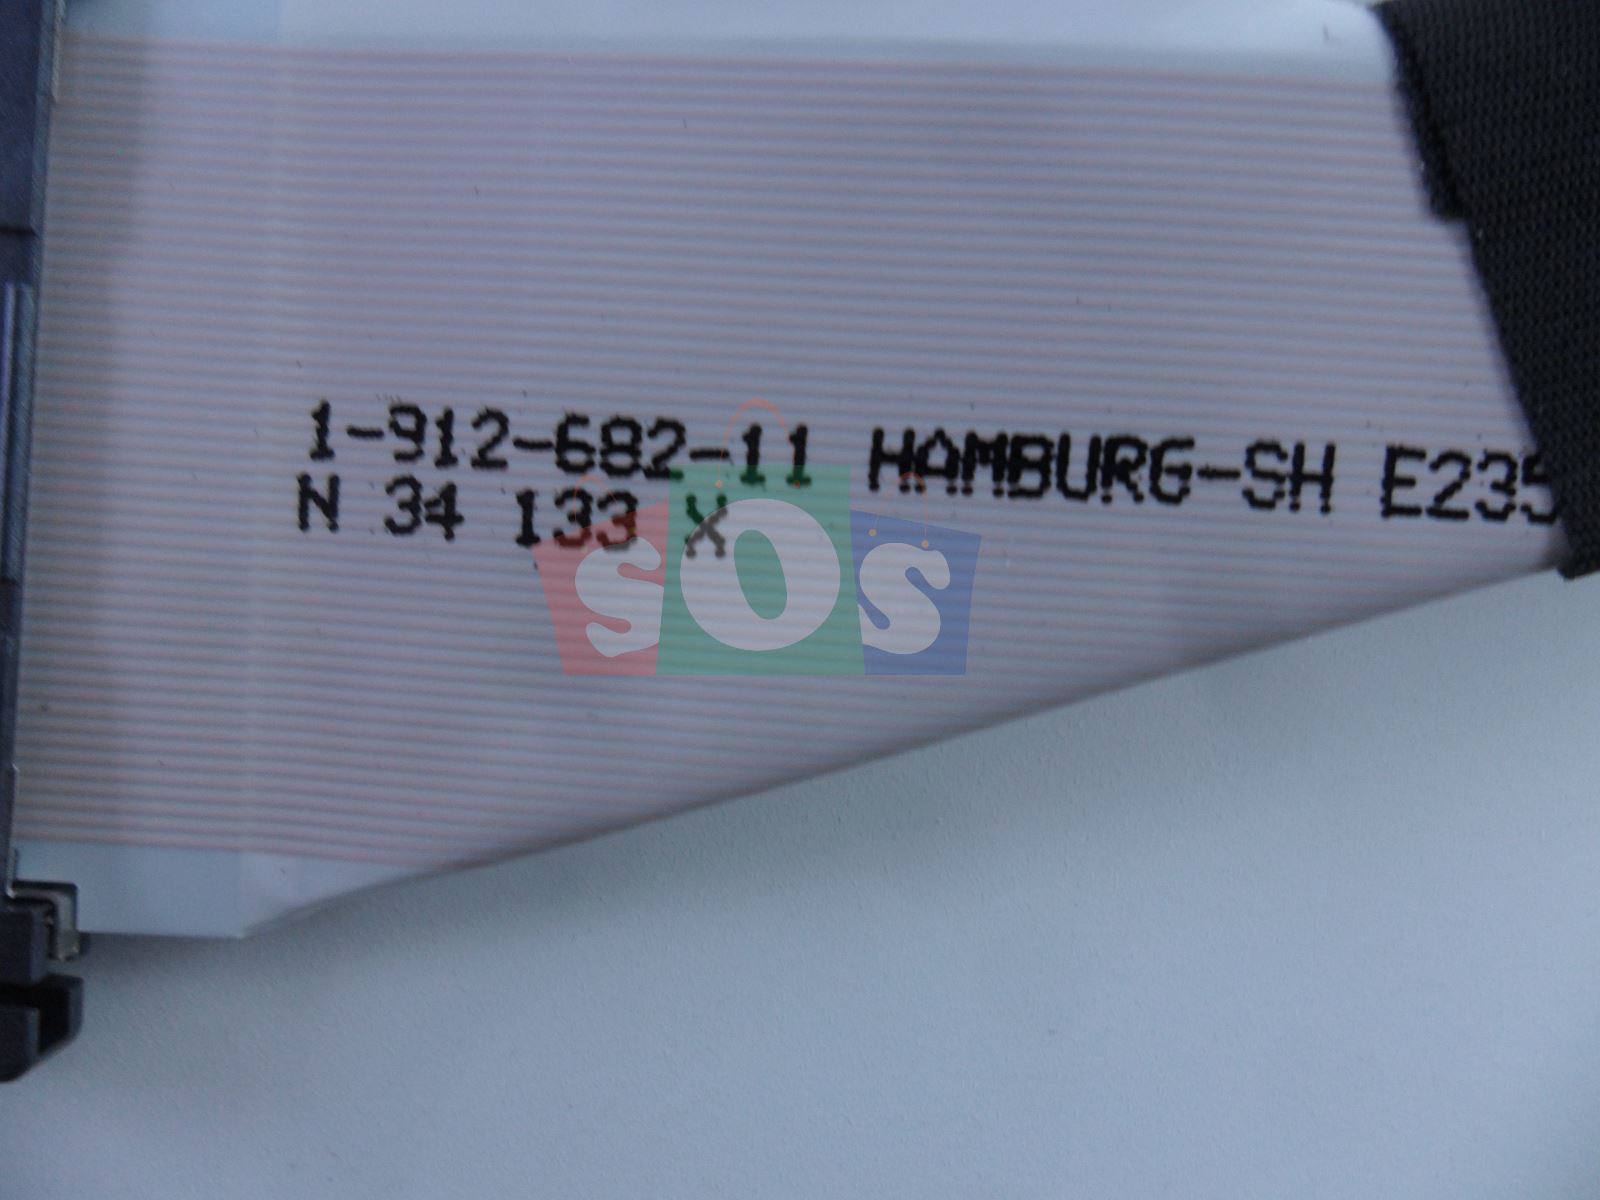 1-912-682-11 HAMBURG-SH E235
N 34 133 X
SOS